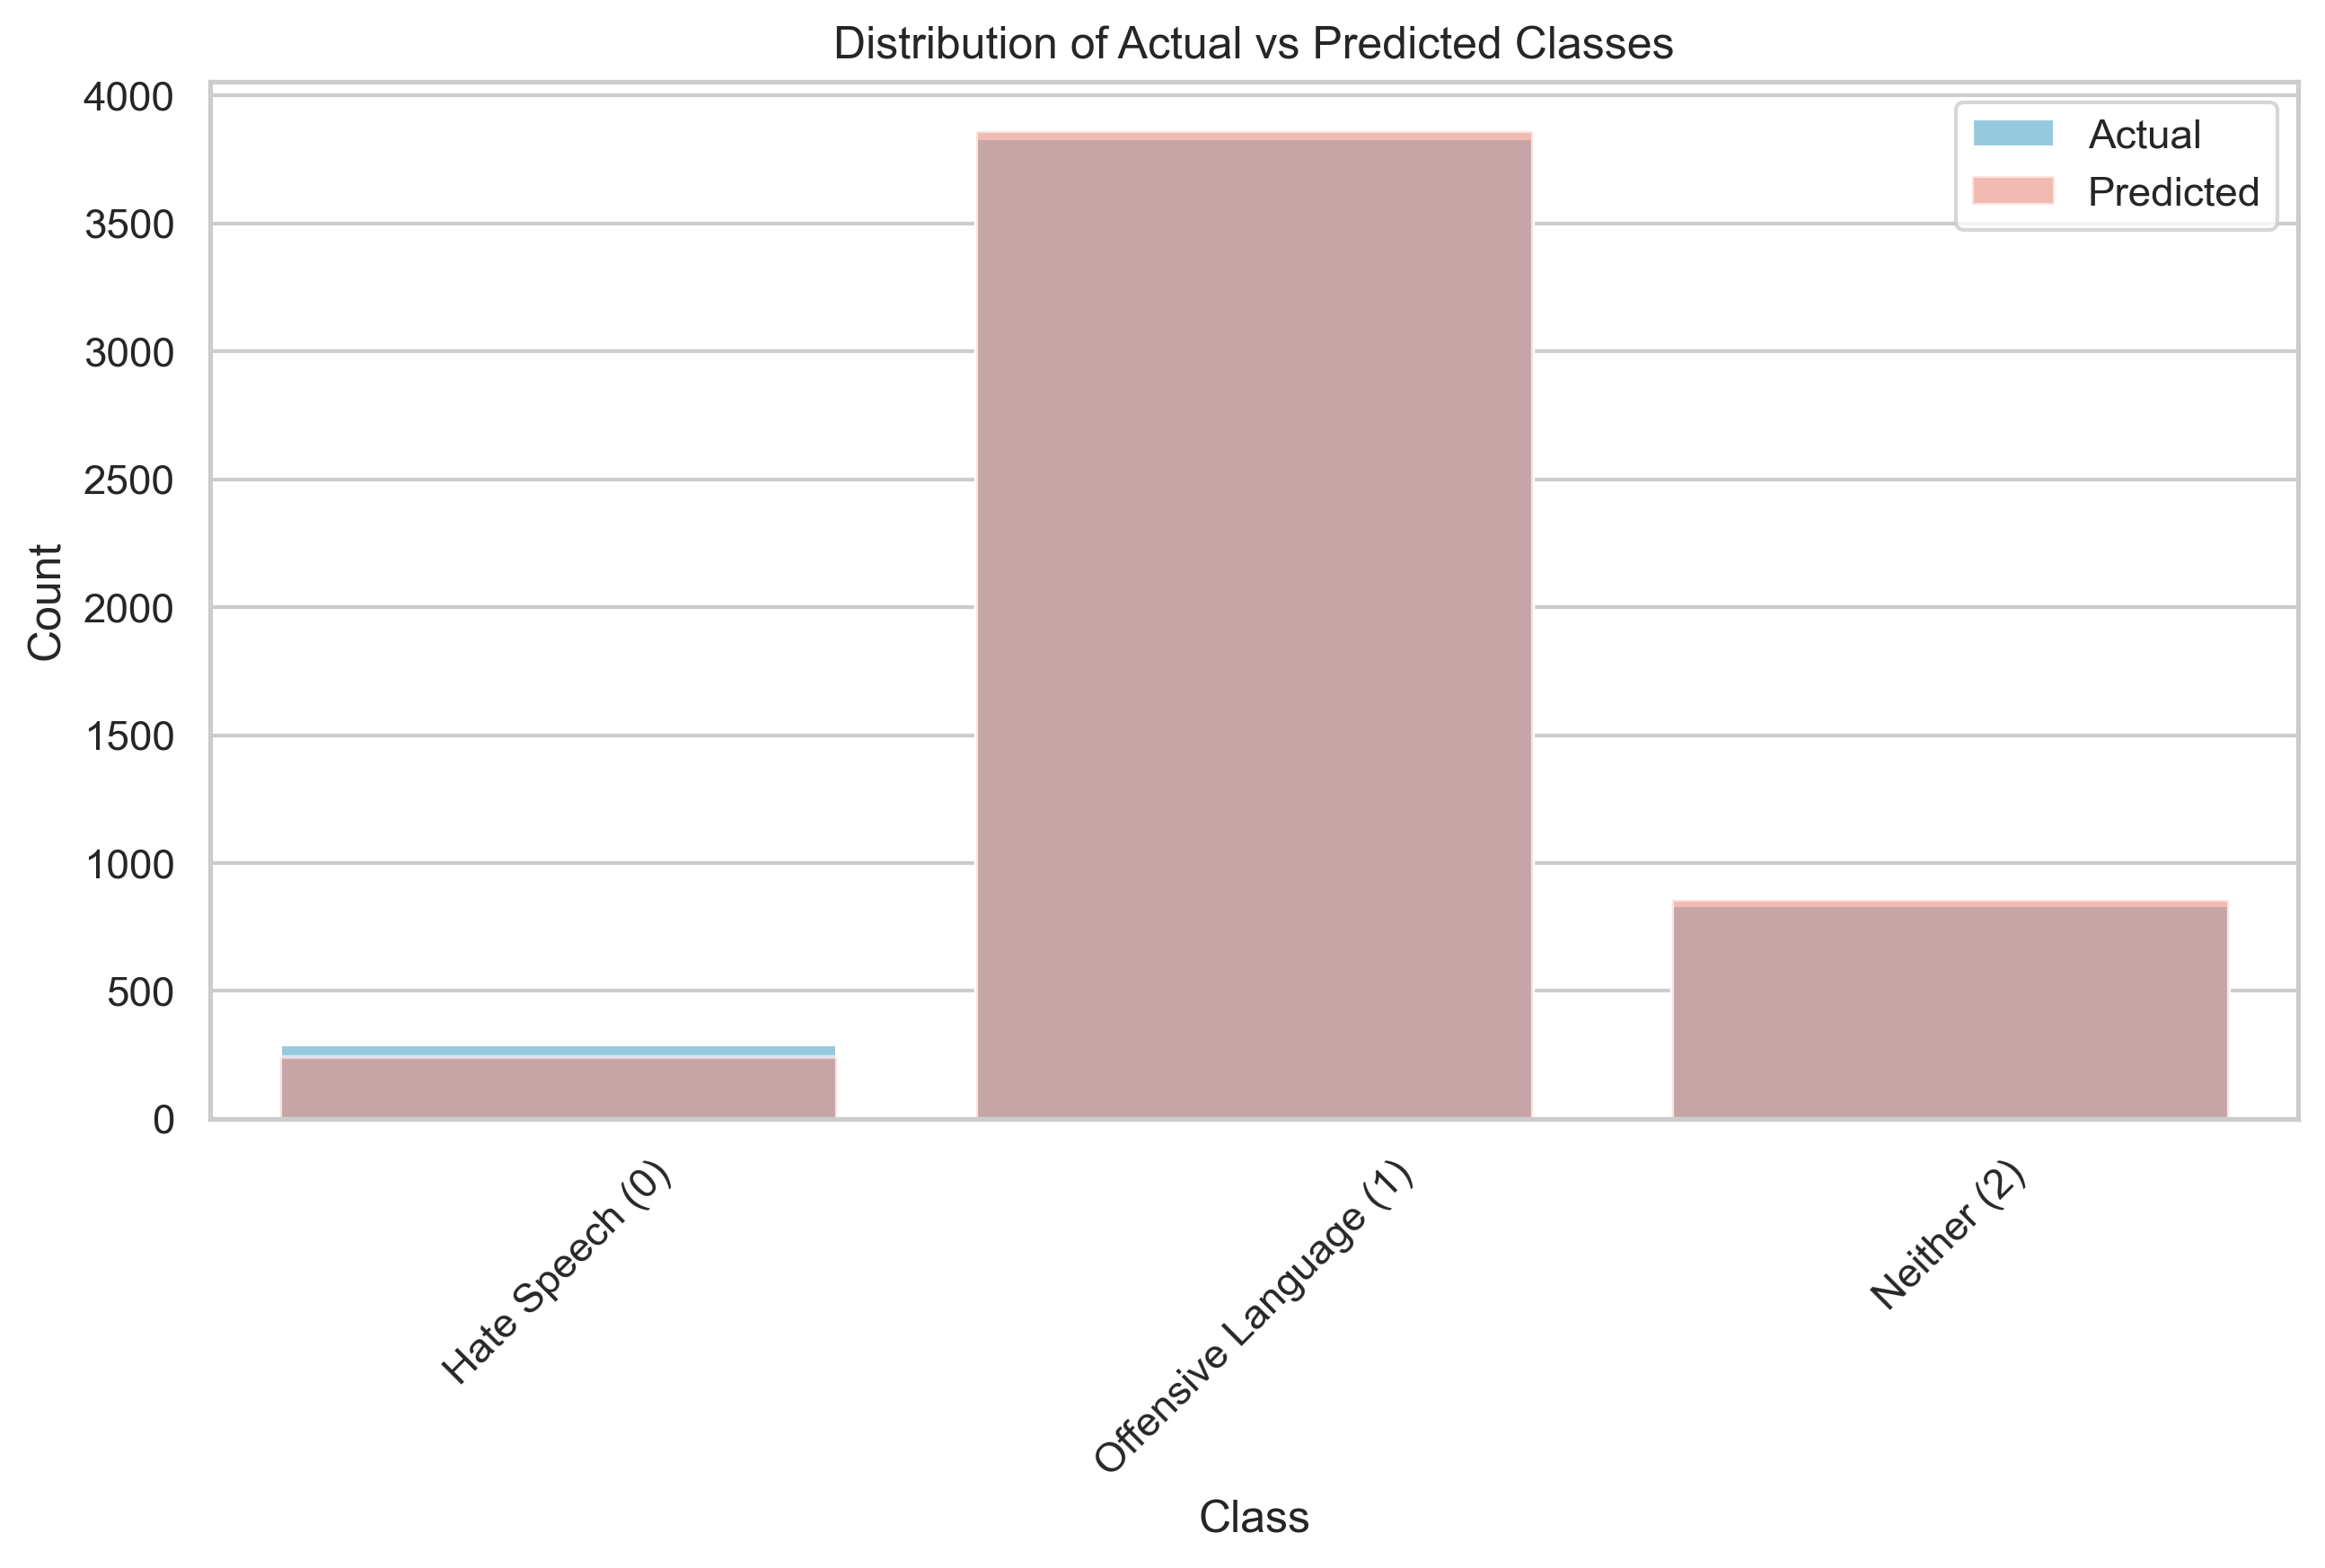 Distribution of Actual vs Predicted Classes
Actual
Predicted
4000
3500
3000
2500
2000
1500
1000
500
0
Count
Hate Speech (0)
Offensive Language (1)
Neither (2)
Class